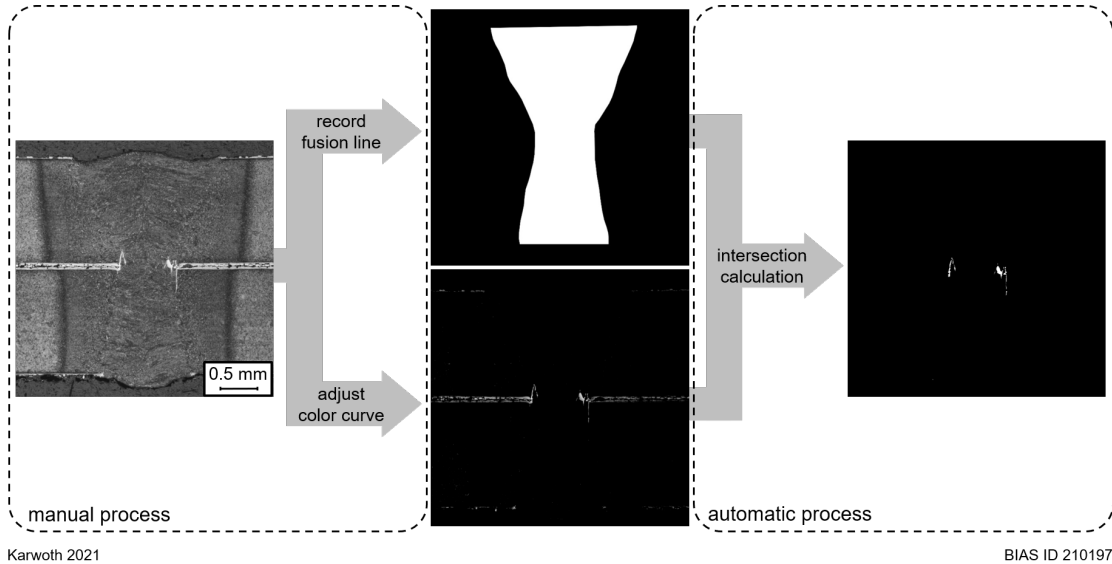 record
fusion line
0.5 mm
adjust
color curve
manual process
intersection
calculation
automatic process
Karwoth 2021
BIAS ID 210197